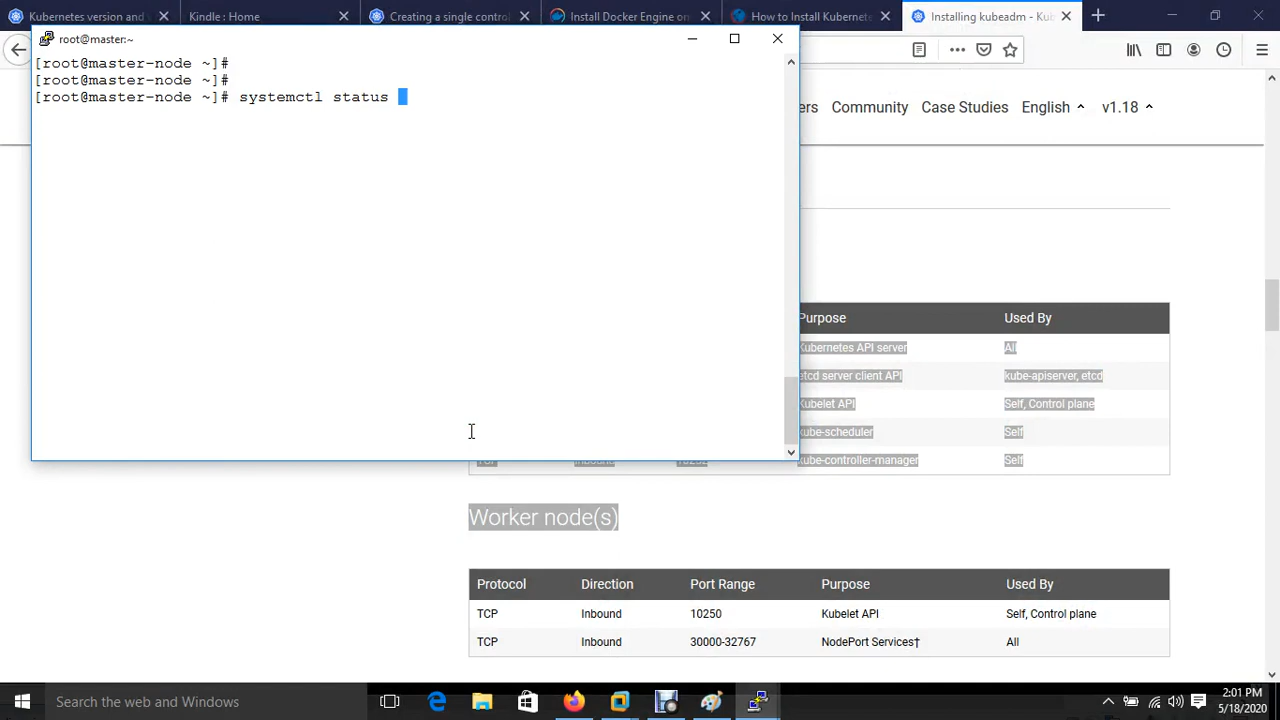 Kubernetes version and v
Kindle : Home
Creating a single control
Install Docker Engine on
How to Install Kubernete
Installing kubeadm – Kub
root@master:~
[root@master-node ~]#
[root@master-node ~]#
[root@master-node ~]# systemctl status
Community
Case Studies
English
v1.18
Purpose
Used By
Kubernetes API server
All
etcd server client API
kube-apiserver, etcd
Kubelet API
Self, Control plane
kube-scheduler
Self
TCP
Inbound
10252
kube-controller-manager
Self
Worker node(s)
Protocol
Direction
Port Range
Purpose
Used By
TCP
Inbound
10250
Kubelet API
Self, Control plane
TCP
Inbound
30000-32767
NodePort Services†
All
Search the web and Windows
2:01 PM
5/18/2020